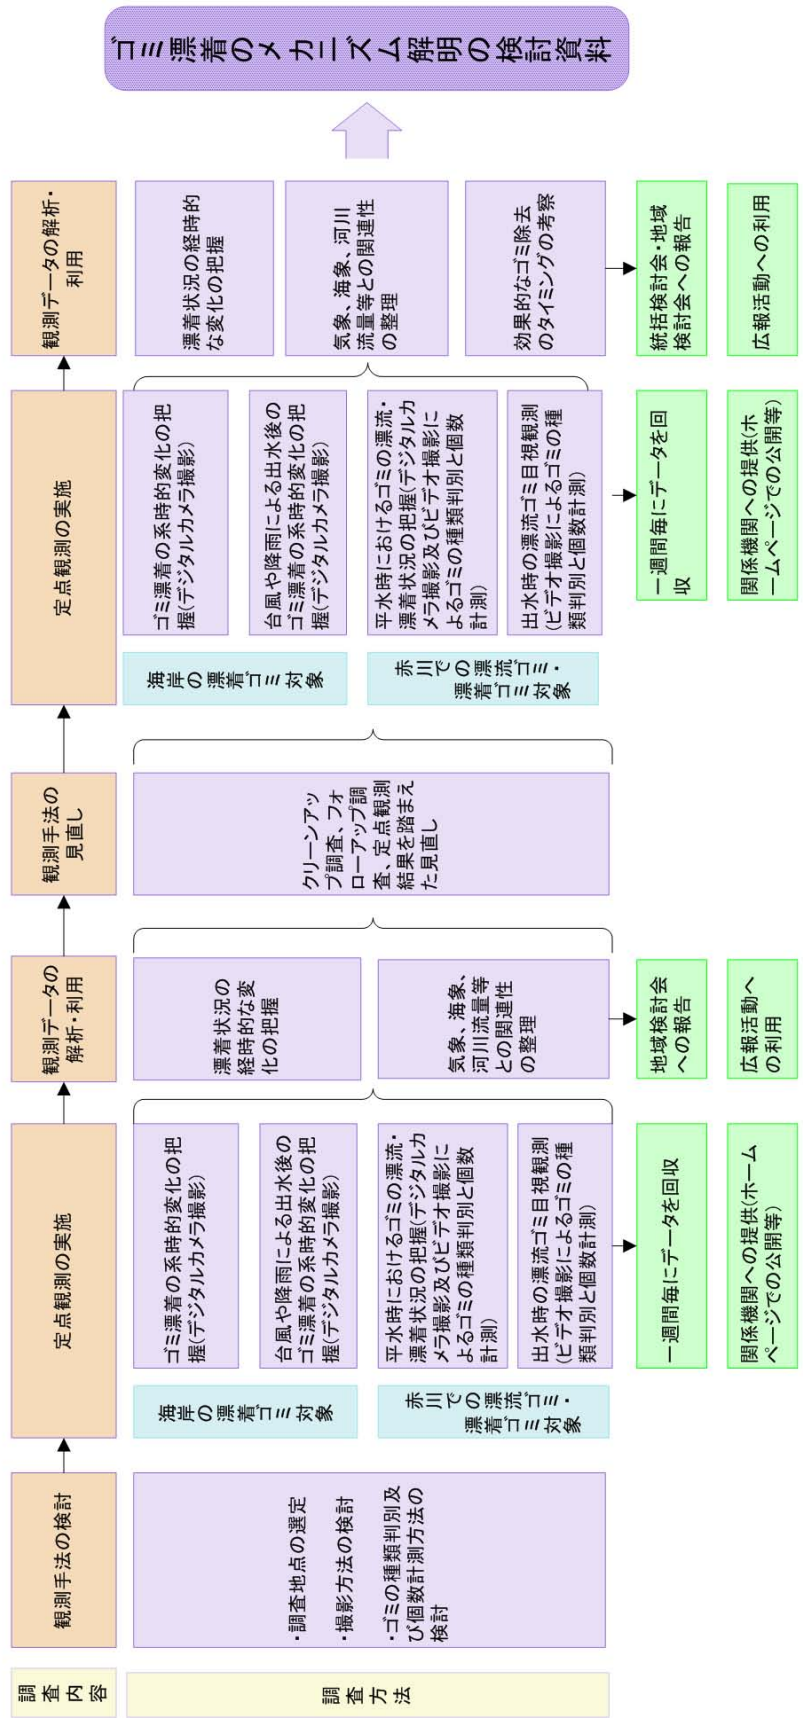 調査内容
調査方法
観測手法の検討
・調査地点の選定
・撮影方法の検討
・ゴミの種類判別及
び個数計測方法の
検討
定点観測の実施
海岸の漂着ゴミ対象
赤川での漂流ゴミ・
漂着ゴミ対象
ゴミ漂着の系時的変化の把
握(デジタルカメラ撮影)
台風や降雨による出水後の
ゴミ漂着の系時的変化の把
握(デジタルカメラ撮影)
平水時におけるゴミの漂流・
漂着状況の把握(デジタルカ
メラ撮影及びビデオ撮影に
よるゴミの種類判別と個数
計測)
出水時の漂流ゴミ目視観測
(ビデオ撮影によるゴミの種
類判別と個数計測)
一週間毎にデータを回収
関係機関への提供(ホーム
ページでの公開等)
観測データの
解析・利用
漂着状況の
経時的な変
化の把握
気象、海象、
河川流量等
との関連性
の整理
地域検討会
への報告
広報活動へ
の利用
観測手法の
見直し
クリーンアッ
プ調査、フォ
ローアップ調
査、定点観測
結果を踏まえ
た見直し
定点観測の実施
海岸の漂着ゴミ対象
赤川での漂流ゴミ・
漂着ゴミ対象
ゴミ漂着の系時的変化の把
握(デジタルカメラ撮影)
台風や降雨による出水後の
ゴミ漂着の系時的変化の把
握(デジタルカメラ撮影)
平水時におけるゴミの漂流・
漂着状況の把握(デジタルカ
メラ撮影及びビデオ撮影に
よるゴミの種類判別と個数
計測)
出水時の漂流ゴミ目視観測
(ビデオ撮影によるゴミの種
類判別と個数計測)
一週間毎にデータを回
収
関係機関への提供(ホ
ームページでの公開等)
観測データの解析・
利用
漂着状況の経時的
な変化の把握
気象、海象、河川
流量等との関連性
の整理
効果的なゴミ除去
のタイミングの考察
統括検討会・地域
検討会への報告
広報活動への利用
ゴミ漂着のメカニズム解明の検討資料